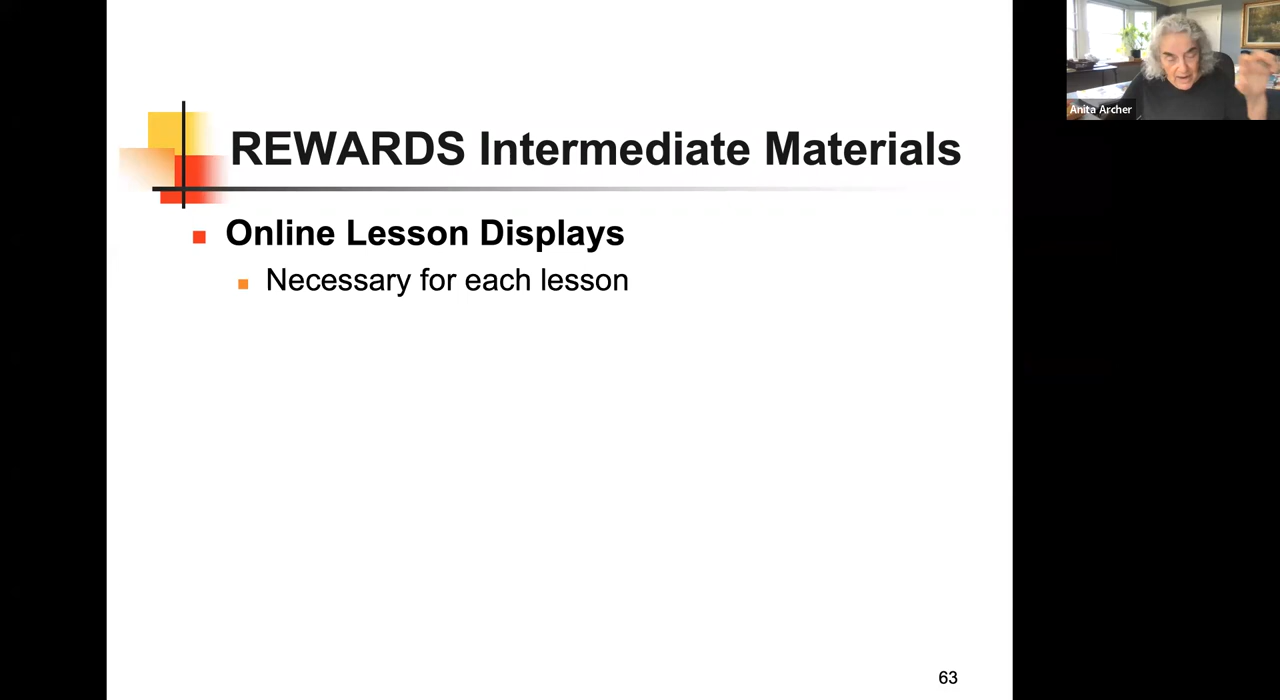 REWARDS Intermediate Materials
Online Lesson Displays
Necessary for each lesson
63
Anita Archer